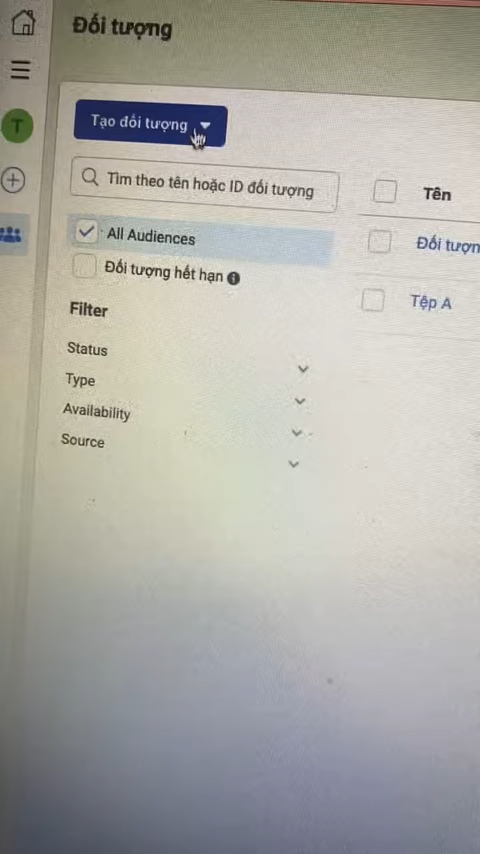 Đối tượng
T
Tạo đối tượng
Tìm theo tên hoặc ID đối tượng
Tên
All Audiences
Đối tượn
Đối tượng hết hạn
Tệp A
Filter
Status
Type
Availability
Source